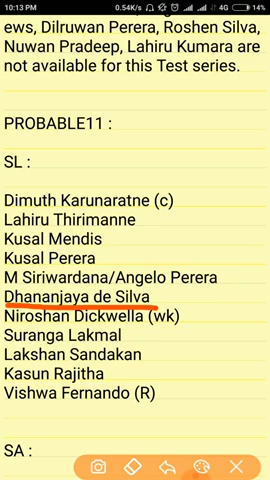 10:13 PM 0.54K/s 4G 14%
ews, Dilruwan Perera, Roshen Silva,
Nuwan Pradeep, Lahiru Kumara are
not available for this Test series.
PROBABLE11 :
SL :
Dimuth Karunaratne (c)
Lahiru Thirimanne
Kusal Mendis
Kusal Perera
M Siriwardana/Angelo Perera
Dhananjaya de Silva
Niroshan Dickwella (wk)
Suranga Lakmal
Lakshan Sandakan
Kasun Rajitha
Vishwa Fernando (R)
SA :